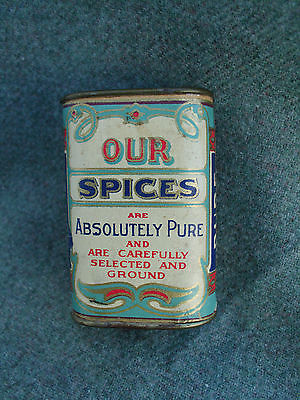 OUR
SPICES
ARE
ABSOLUTELY PURE
AND
ARE CAREFULLY
SELECTED AND
GROUND